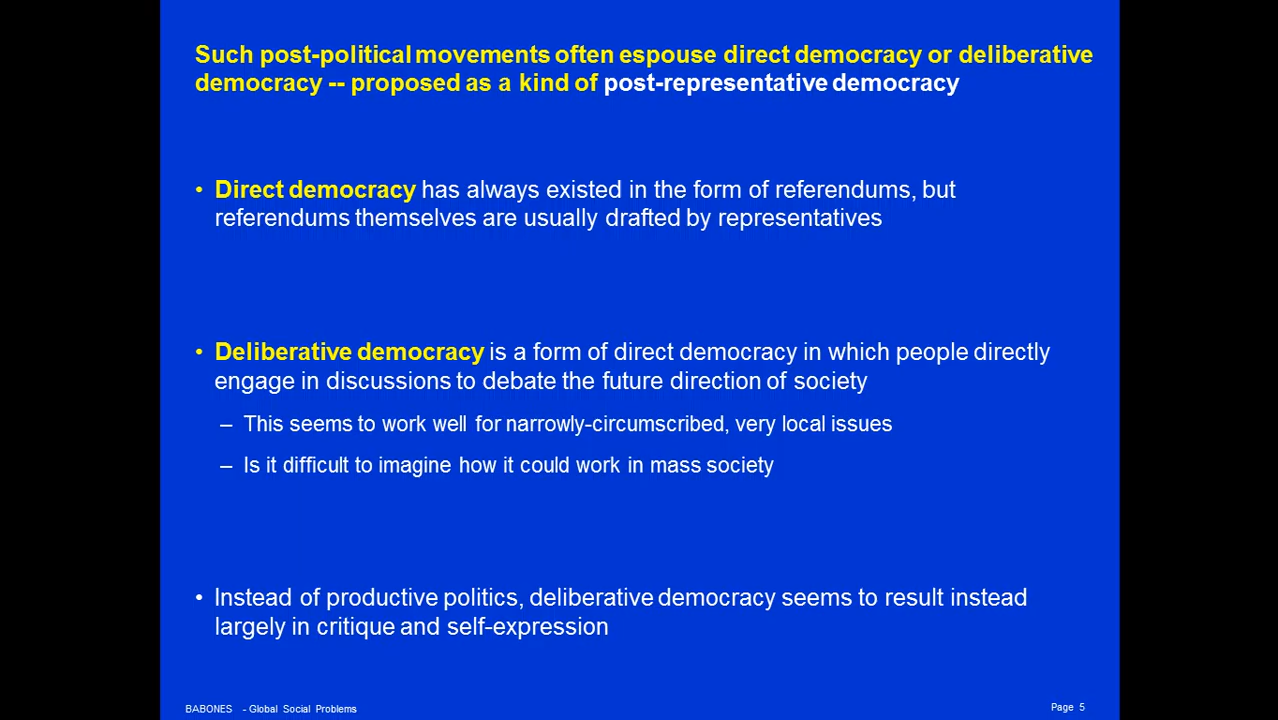 Such post-political movements often espouse direct democracy or deliberative
democracy -- proposed as a kind of post-representative democracy
• Direct democracy has always existed in the form of referendums, but
referendums themselves are usually drafted by representatives
• Deliberative democracy is a form of direct democracy in which people directly
engage in discussions to debate the future direction of society
– This seems to work well for narrowly-circumscribed, very local issues
– Is it difficult to imagine how it could work in mass society
• Instead of productive politics, deliberative democracy seems to result instead
largely in critique and self-expression
BABONES - Global Social Problems
Page 5